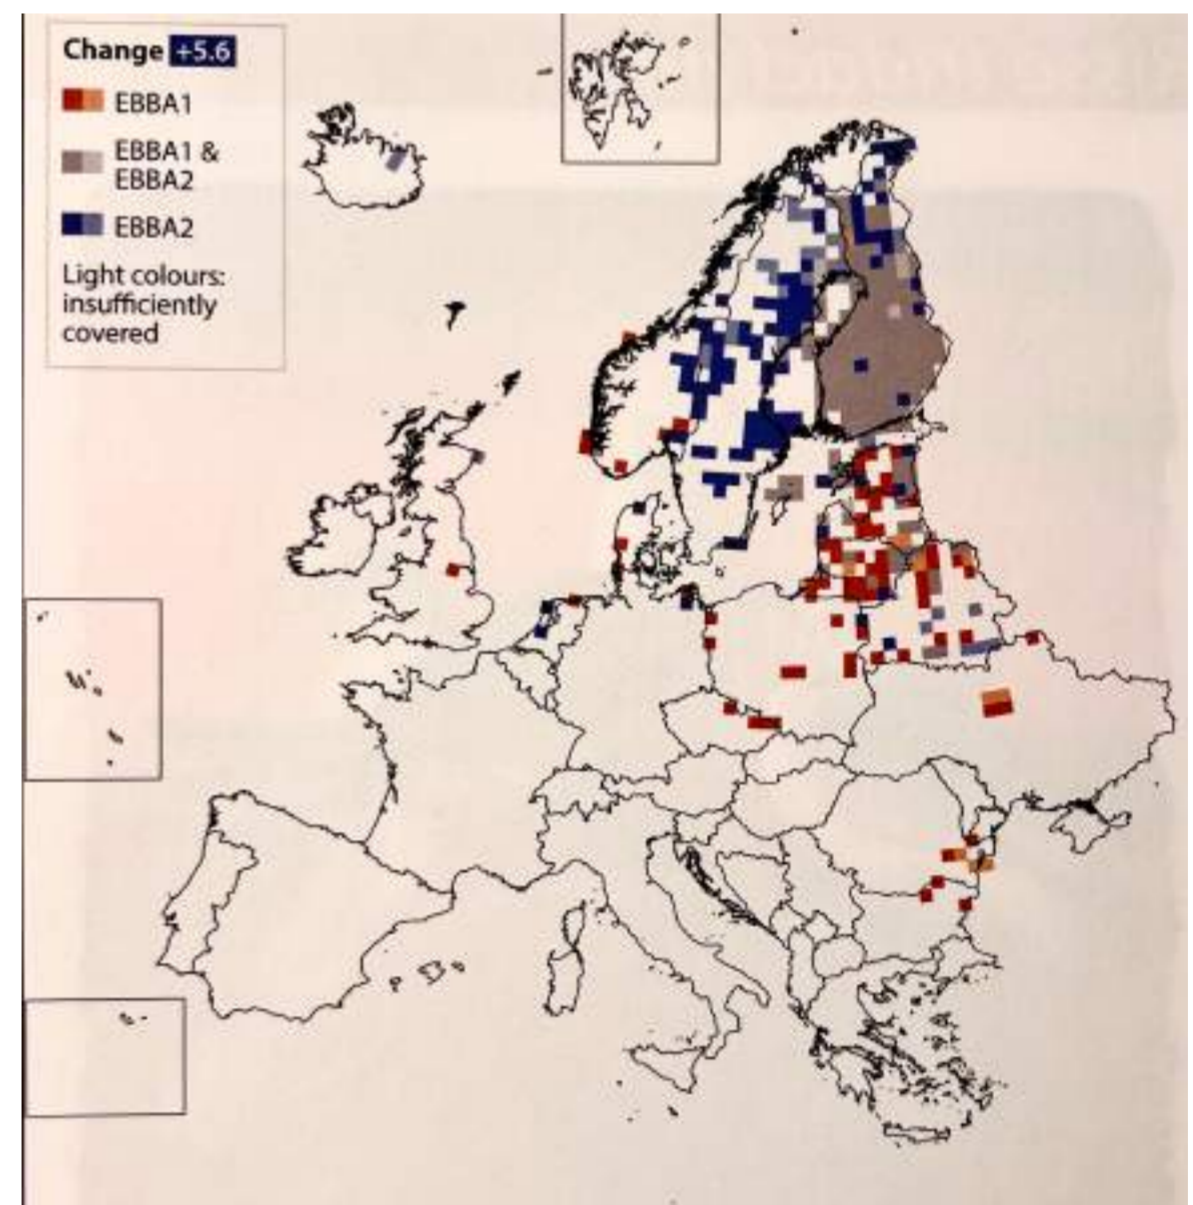 Change +5.6
EBBA1
EBBA1 &
EBBA2
EBBA2
Light colours:
insufficiently
covered